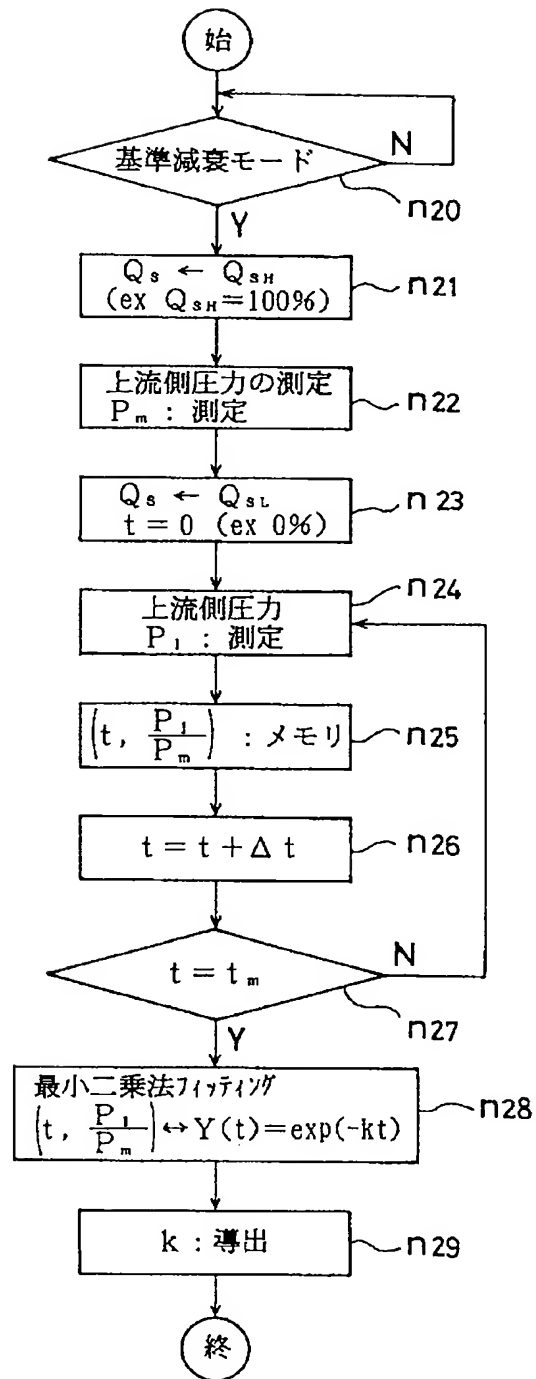 始
基準減衰モード
N
n20
Y
Qs ← QSH
(ex QSH=100%)
n21
上流側圧力の測定
Pm : 測定
n22
Qs ← QSL
t = 0 (ex 0%)
n23
n24
上流側圧力
P1 : 測定
(t, P1/Pm) : メモリ
n25
t = t + Δ t
n26
t = tm
N
n27
Y
最小二乗法フィッティング
(t, P1/Pm) ↔ Y(t)=exp(-kt)
n28
k : 導出
n29
終